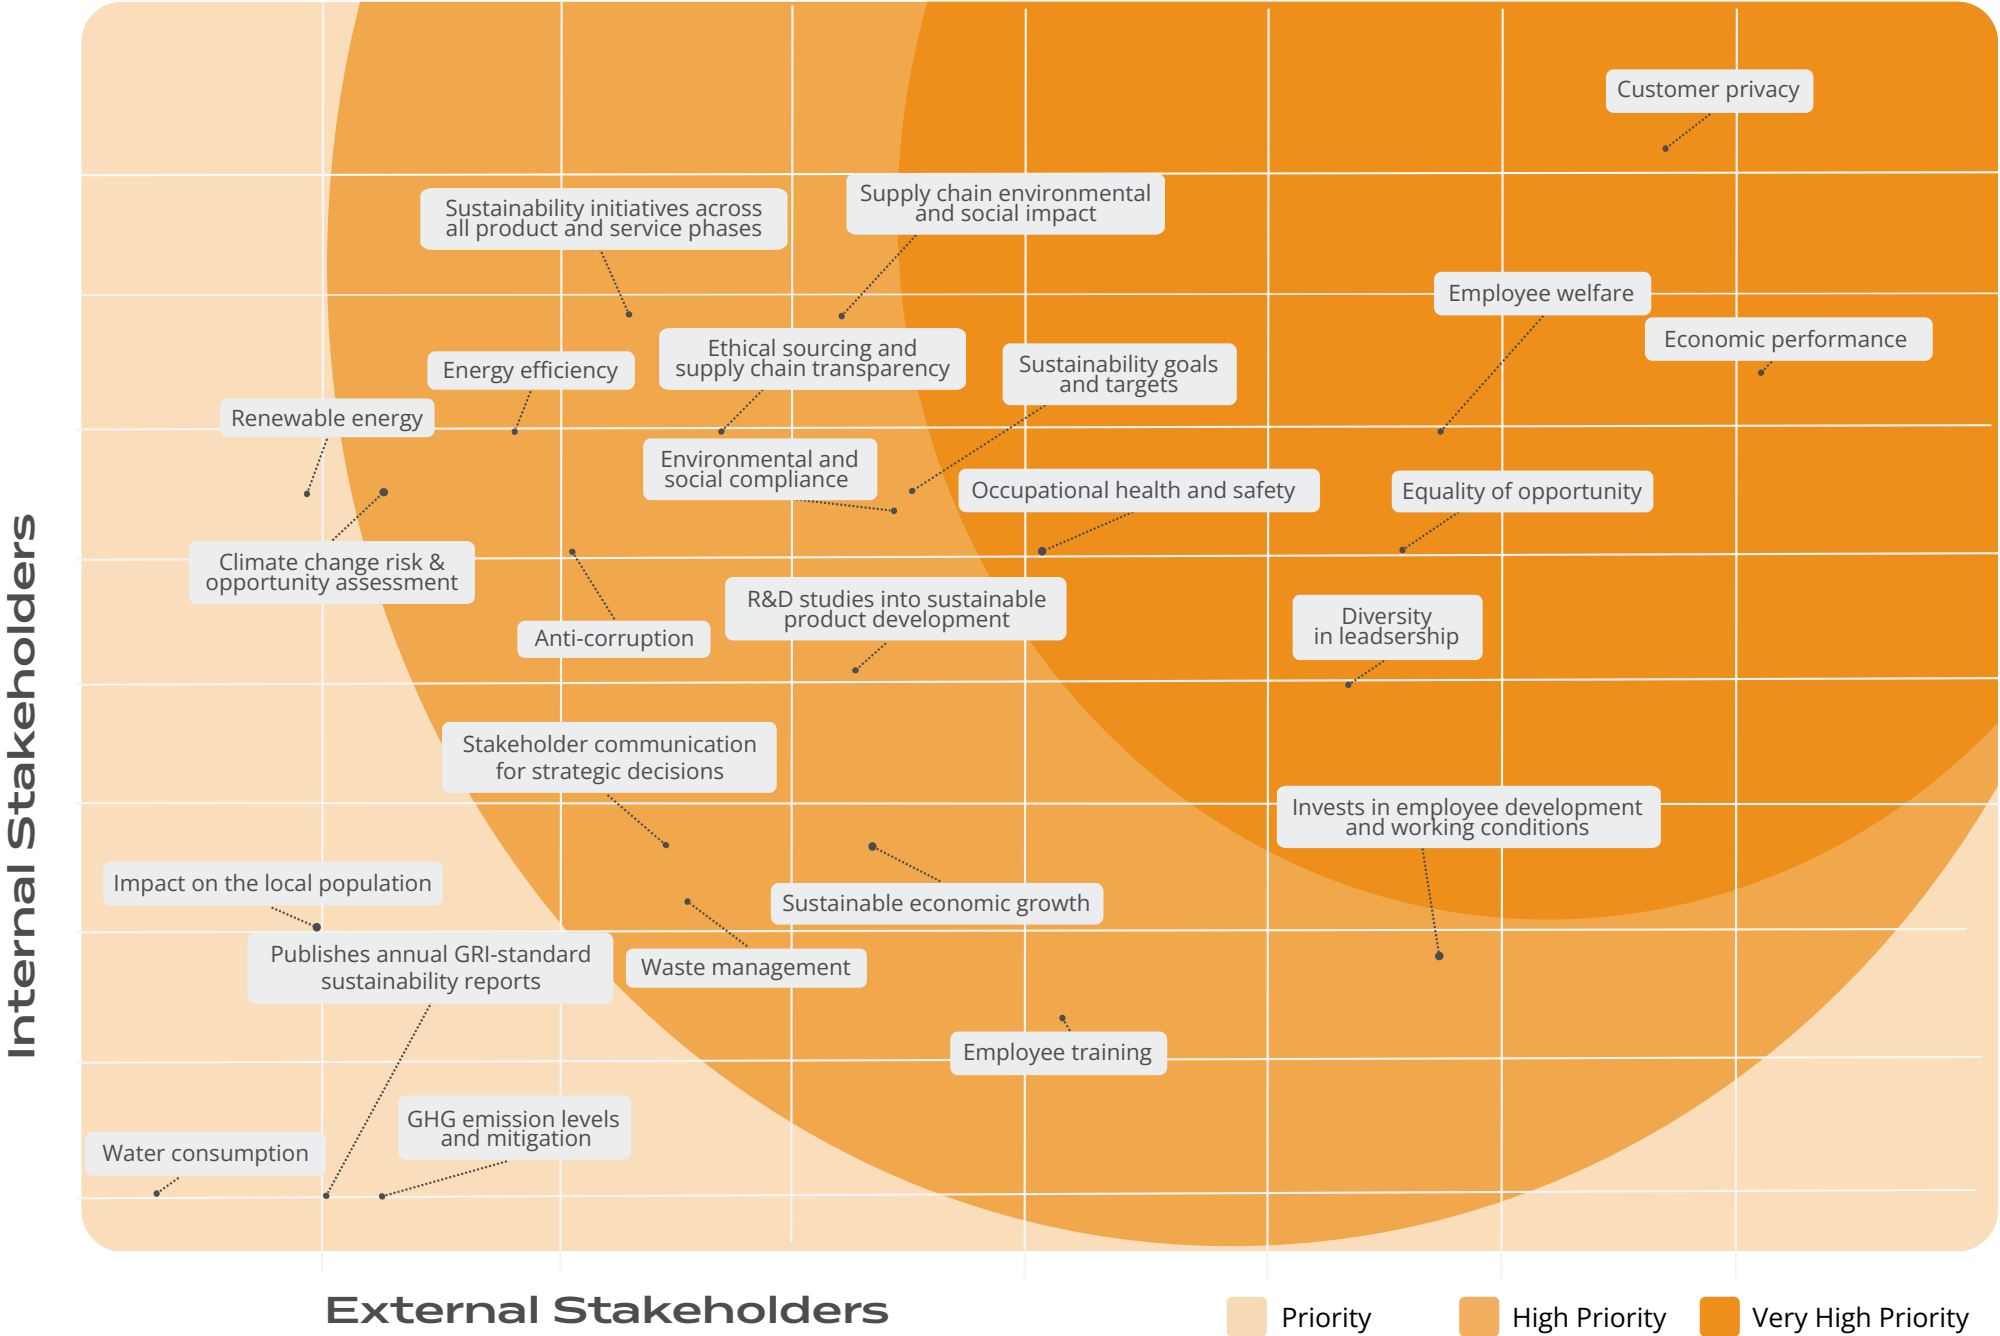 Customer privacy
Supply chain environmental
and social impact
Sustainability initiatives across
all product and service phases
Employee welfare
Economic performance
Ethical sourcing and
supply chain transparency
Sustainability goals
and targets
Energy efficiency
Renewable energy
Environmental and
social compliance
Occupational health and safety
Equality of opportunity
Climate change risk &
opportunity assessment
R&D studies into sustainable
product development
Diversity
in leadsership
Anti-corruption
Stakeholder communication
for strategic decisions
Invests in employee development
and working conditions
Impact on the local population
Sustainable economic growth
Publishes annual GRI-standard
sustainability reports
Waste management
Employee training
GHG emission levels
and mitigation
Water consumption
Internal Stakeholders
External Stakeholders
Priority
High Priority
Very High Priority